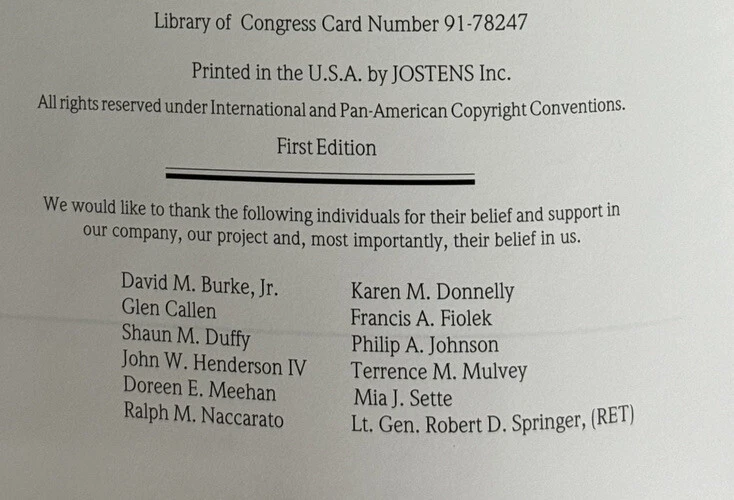 Library of Congress Card Number 91-78247
Printed in the U.S.A. by JOSTENS Inc.
All rights reserved under International and Pan-American Copyright Conventions.
First Edition
We would like to thank the following individuals for their belief and support in
our company, our project and, most importantly, their belief in us.
David M. Burke, Jr.
Glen Callen
Shaun M. Duffy
John W. Henderson IV
Doreen E. Meehan
Ralph M. Naccarato
Karen M. Donnelly
Francis A. Fiolek
Philip A. Johnson
Terrence M. Mulvey
Mia J. Sette
Lt. Gen. Robert D. Springer, (RET)